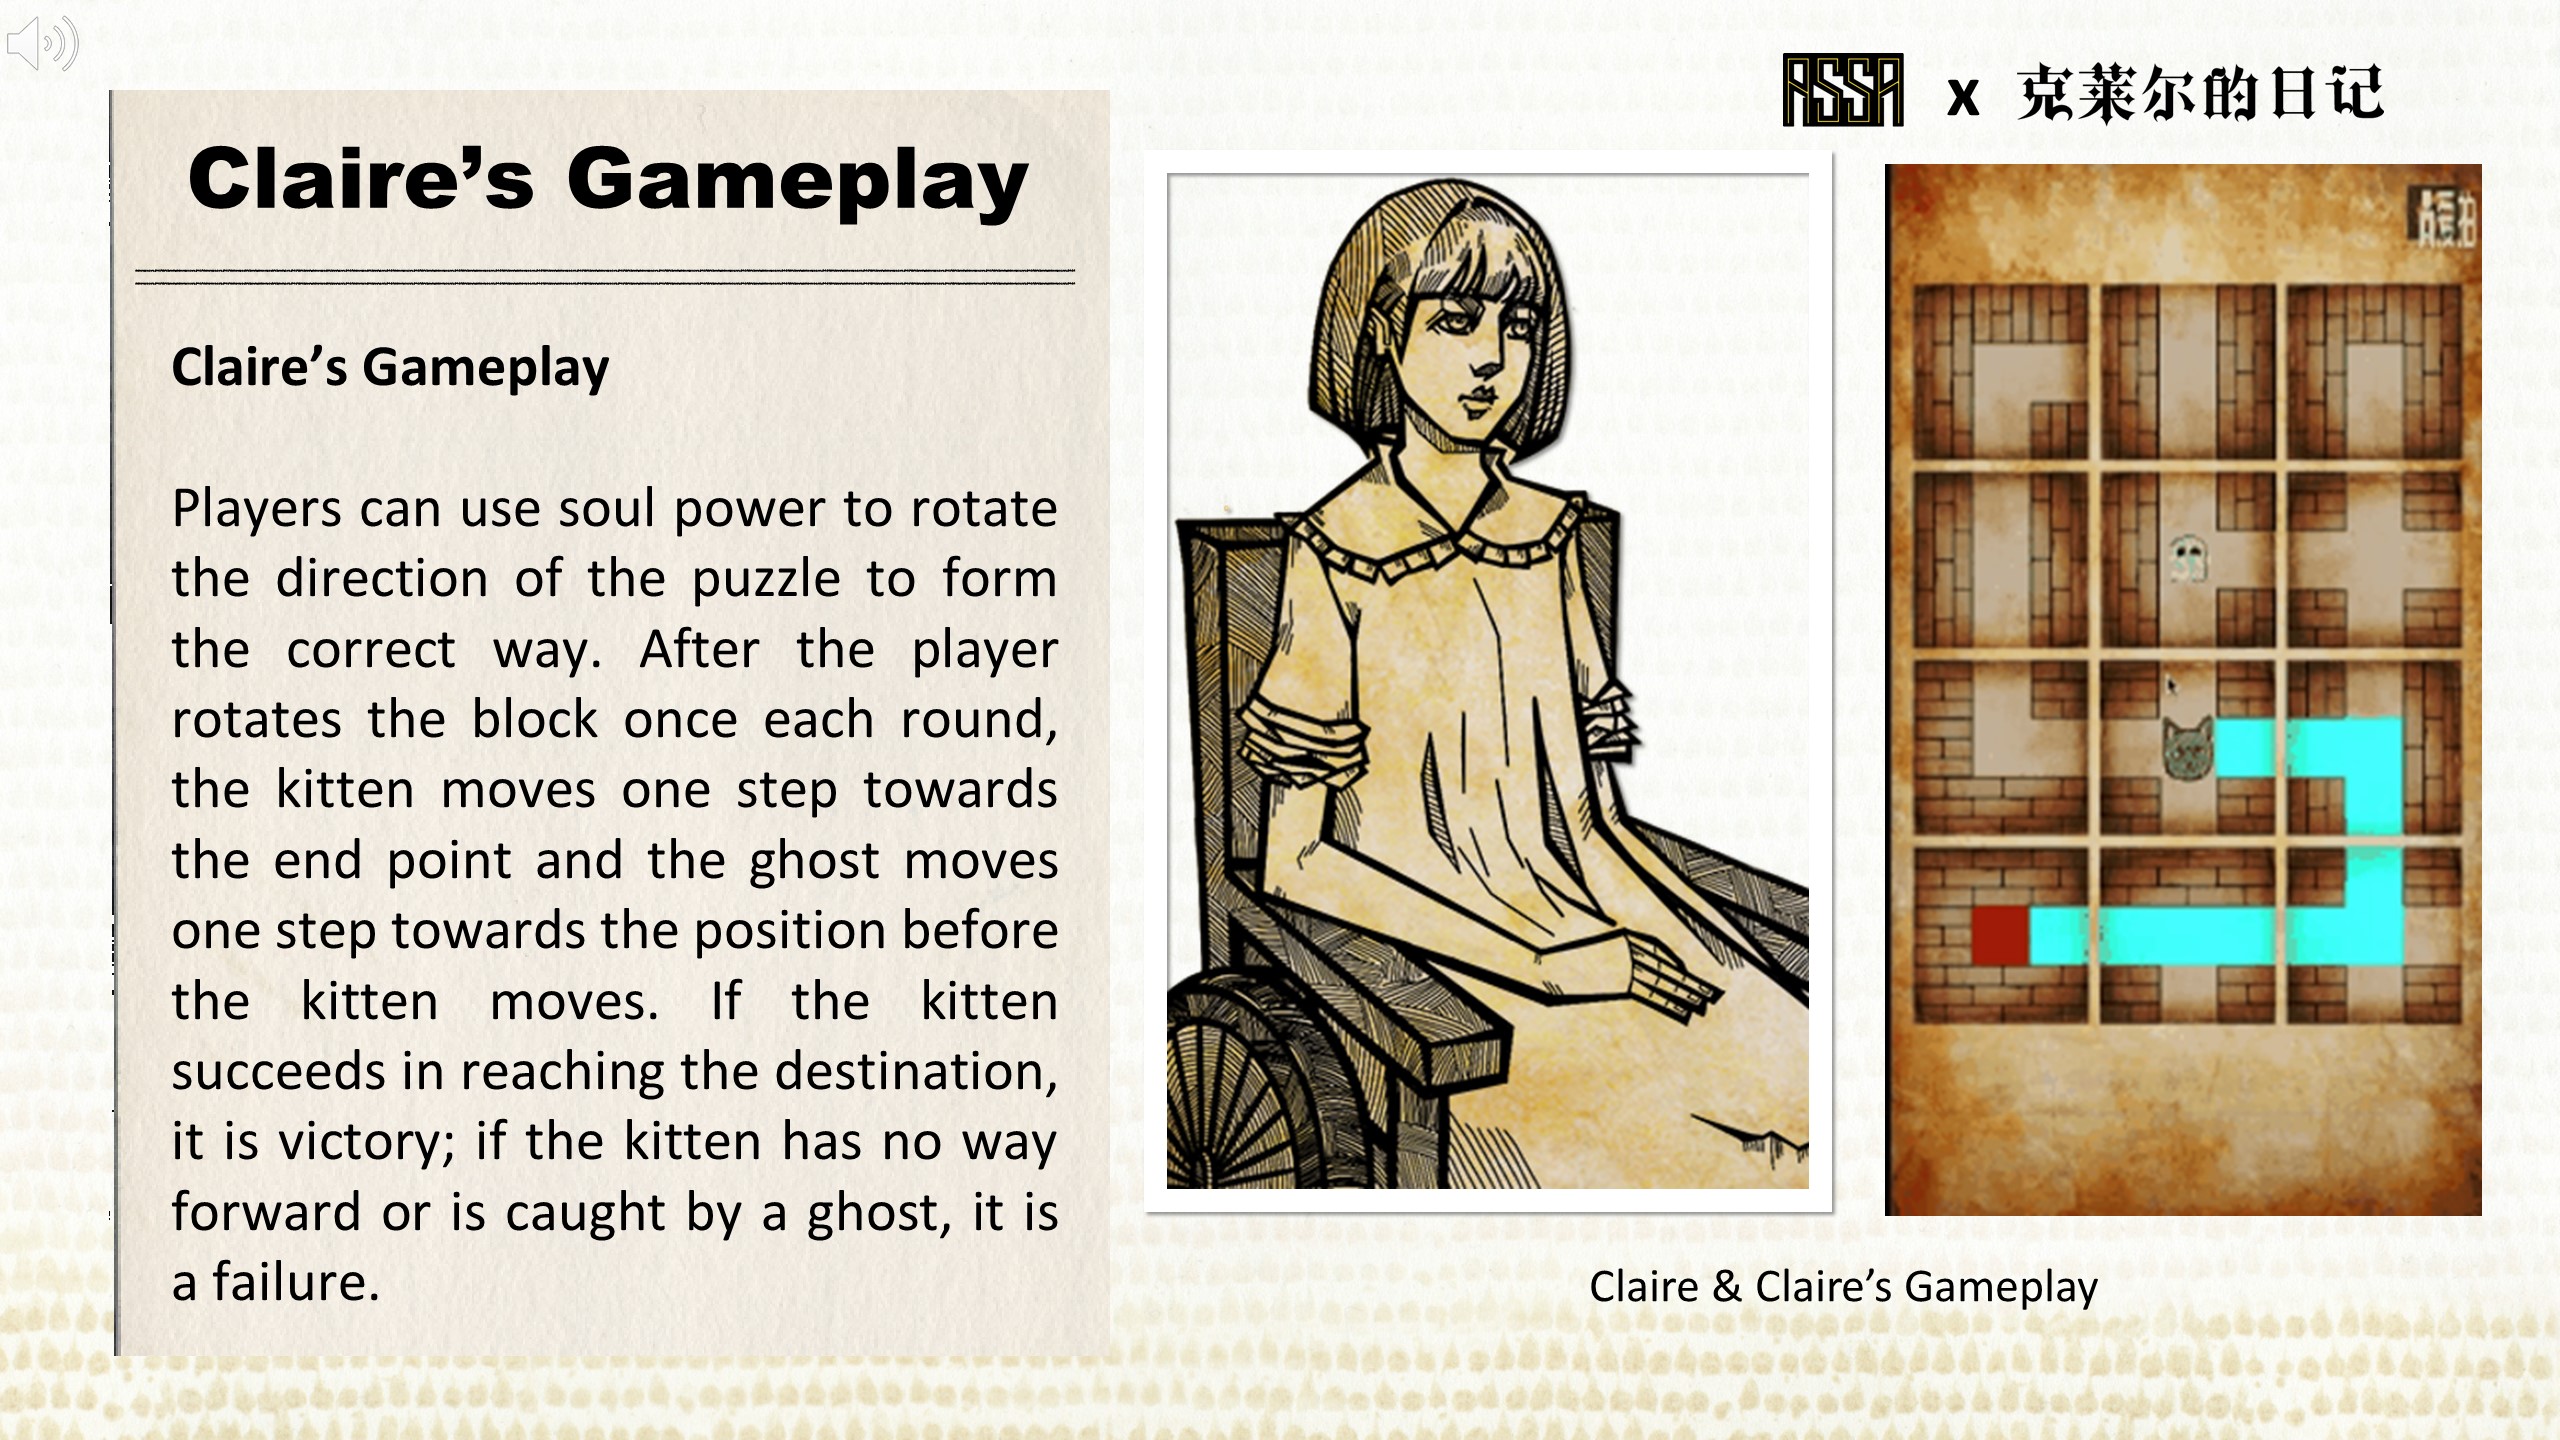 ASSA x 克莱尔的日记
Claire’s Gameplay
Claire’s Gameplay
Players can use soul power to rotate
the direction of the puzzle to form
the correct way. After the player
rotates the block once each round,
the kitten moves one step towards
the end point and the ghost moves
one step towards the position before
the kitten moves. If the kitten
succeeds in reaching the destination,
it is victory; if the kitten has no way
forward or is caught by a ghost, it is
a failure.
Claire & Claire’s Gameplay